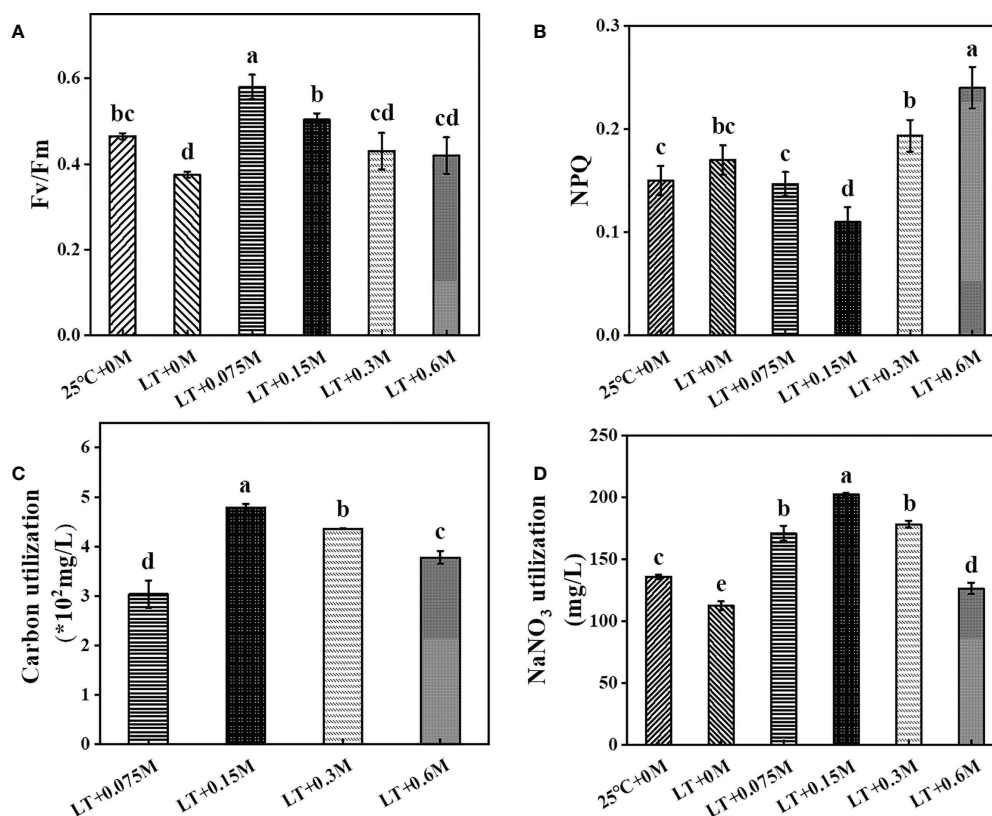 A
Fv/Fm
0.6
0.4
0.2
0.0
bc
d
a
b
cd
cd
25°C+0M
LT+0M
LT+0.075M
LT+0.15M
LT+0.3M
LT+0.6M
B
NPQ
0.3
0.2
0.1
0.0
c
bc
c
d
b
a
25°C+0M
LT+0M
LT+0.075M
LT+0.15M
LT+0.3M
LT+0.6M
C
Carbon utilization
(*10²mg/L)
6
5
4
3
2
1
0
d
a
b
c
LT+0.075M
LT+0.15M
LT+0.3M
LT+0.6M
D
NaNO₃ utilization
(mg/L)
250
200
150
100
50
0
c
e
b
a
b
d
25°C+0M
LT+0M
LT+0.075M
LT+0.15M
LT+0.3M
LT+0.6M